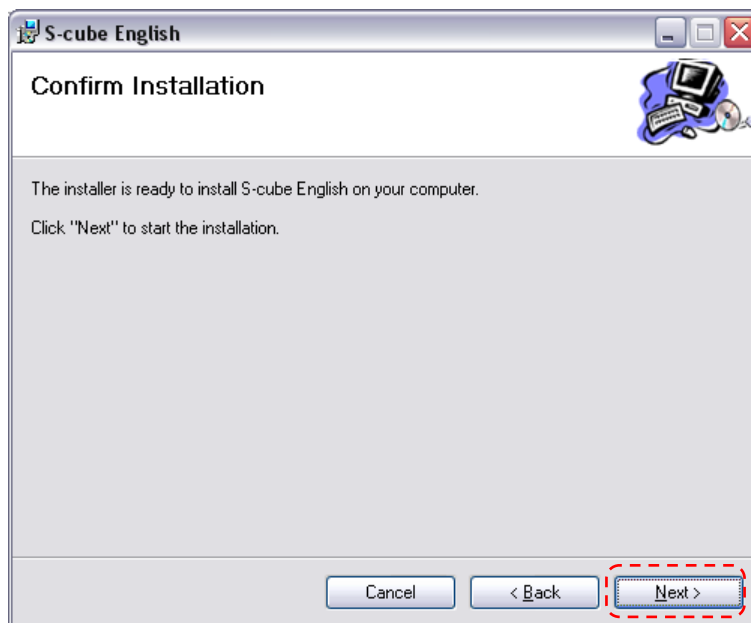 S-cube English
Confirm Installation
The installer is ready to install S-cube English on your computer.
Click "Next" to start the installation.
Cancel
< Back
Next >